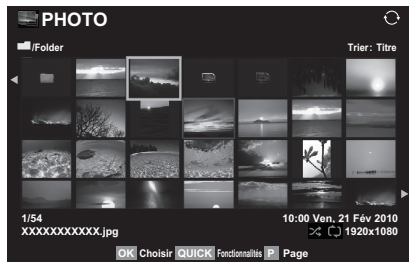 PHOTO
/Folder
Trier: Titre
1/54
10:00 Ven, 21 Fév 2010
XXXXXXXXXXX.jpg
1920x1080
OK Choisir QUICK Fonctionnalités P Page